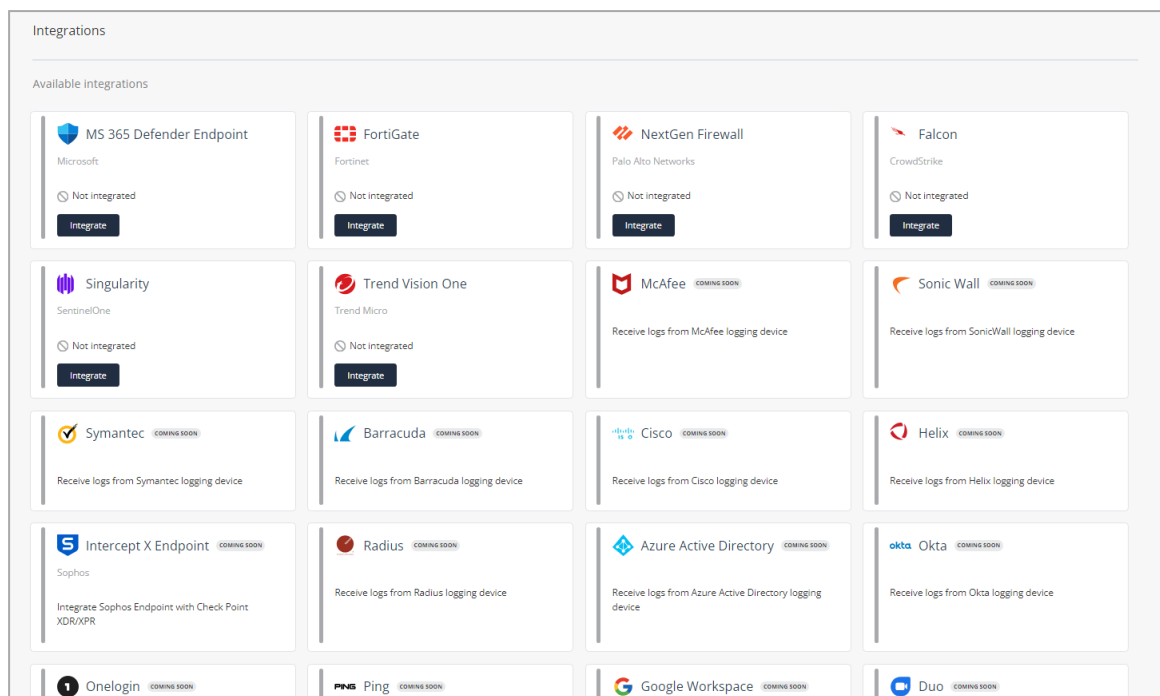 Integrations
Available integrations
MS 365 Defender Endpoint
Microsoft
Not integrated
Integrate
FortiGate
Fortinet
Not integrated
Integrate
NextGen Firewall
Palo Alto Networks
Not integrated
Integrate
Falcon
CrowdStrike
Not integrated
Integrate
Singularity
SentinelOne
Not integrated
Integrate
Trend Vision One
Trend Micro
Not integrated
Integrate
McAfee COMING SOON
Receive logs from McAfee logging device
Sonic Wall COMING SOON
Receive logs from SonicWall logging device
Symantec COMING SOON
Receive logs from Symantec logging device
Barracuda COMING SOON
Receive logs from Barracuda logging device
Cisco COMING SOON
Receive logs from Cisco logging device
Helix COMING SOON
Receive logs from Helix logging device
Intercept X Endpoint COMING SOON
Sophos
Integrate Sophos Endpoint with Check Point
XDR/XPR
Radius COMING SOON
Receive logs from Radius logging device
Azure Active Directory COMING SOON
Receive logs from Azure Active Directory logging
device
okta Okta COMING SOON
Receive logs from Okta logging device
1 Onelogin COMING SOON
PING Ping COMING SOON
Google Workspace COMING SOON
Duo COMING SOON